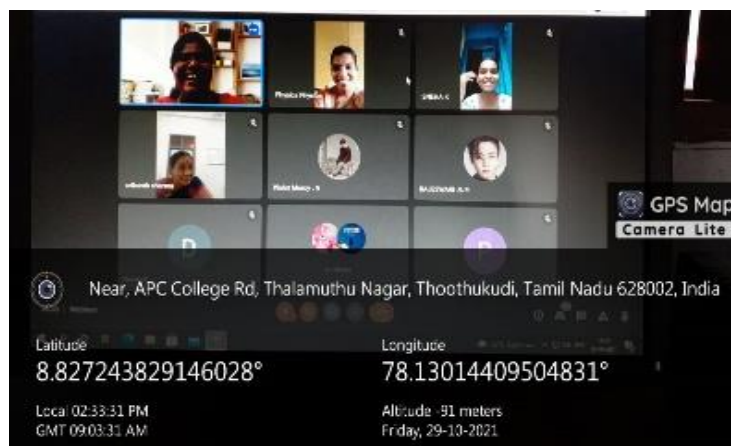 SNEHA K
D
P
GPS Map
Camera Lite
Near, APC College Rd, Thalamuthu Nagar, Thoothukudi, Tamil Nadu 628002, India
Latitude
8.827243829146028°
Longitude
78.13014409504831°
Local 02:33:31 PM
GMT 09:03:31 AM
Altitude -91 meters
Friday, 29-10-2021